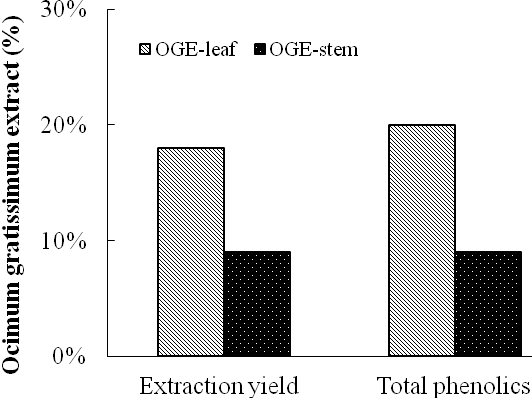 Ocimum gratissimum extract (%)
30%
20%
10%
0%
OGE-leaf
OGE-stem
Extraction yield
Total phenolics